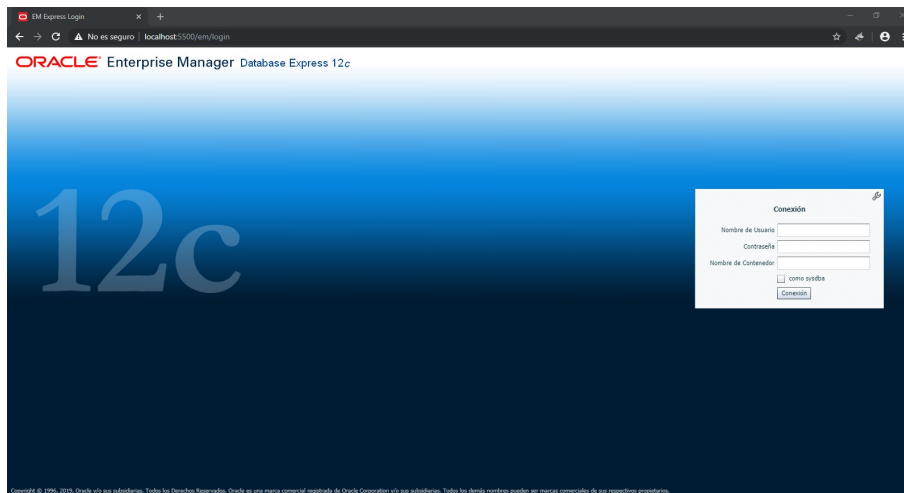 EM Express Login
No es seguro | localhost:5500/em/login
ORACLE Enterprise Manager Database Express 12c
12c
Conexión
Nombre de Usuario
Contraseña
Nombre de Contenedor
como sysdba
Conexión
Copyright © 1996, 2019, Oracle y/o sus subsidiarias. Todos los Derechos Reservados. Oracle es una marca comercial registrada de Oracle Corporation y/o sus subsidiarias. Todos los demás nombres pueden ser marcas comerciales de sus respectivos propietarios.